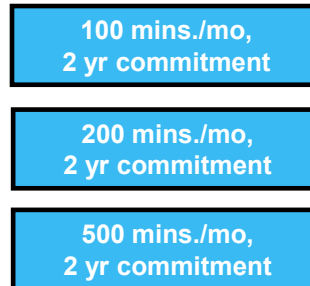 100 mins./mo,
2 yr commitment
200 mins./mo,
2 yr commitment
500 mins./mo,
2 yr commitment